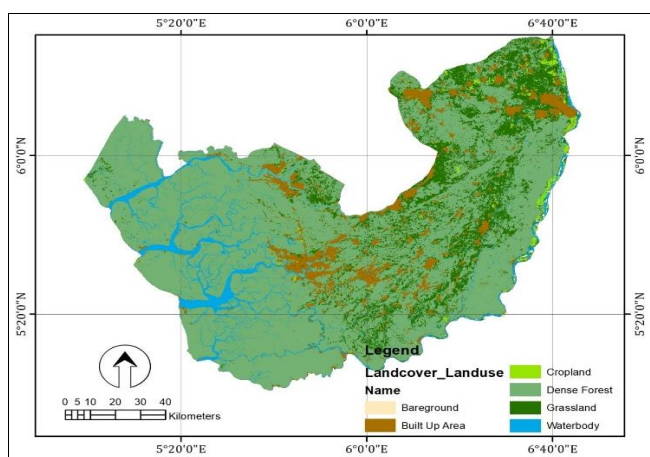 5°20'0"E 6°0'0"E 6°40'0"E
6°0'0"N 6°0'0"N
5°20'0"N 5°20'0"N
Legend
Landcover_Landuse
Name
Bareground
Built Up Area
Cropland
Dense Forest
Grassland
Waterbody
0 5 10 20 30 40
Kilometers
5°20'0"E 6°0'0"E 6°40'0"E